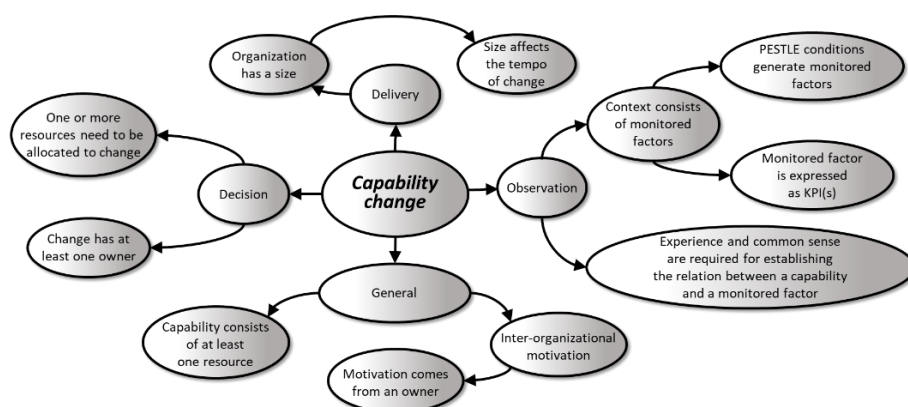 Organization
has a size
Size affects
the tempo
of change
Delivery
PESTLE conditions
generate monitored
factors
Context consists
of monitored
factors
One or more
resources need to be
allocated to change
Decision
Capability
change
Observation
Monitored factor
is expressed
as KPI(s)
Change has at
least one owner
Experience and common sense
are required for establishing
the relation between a capability
and a monitored factor
General
Capability consists
of at least
one resource
Inter-organizational
motivation
Motivation comes
from an owner